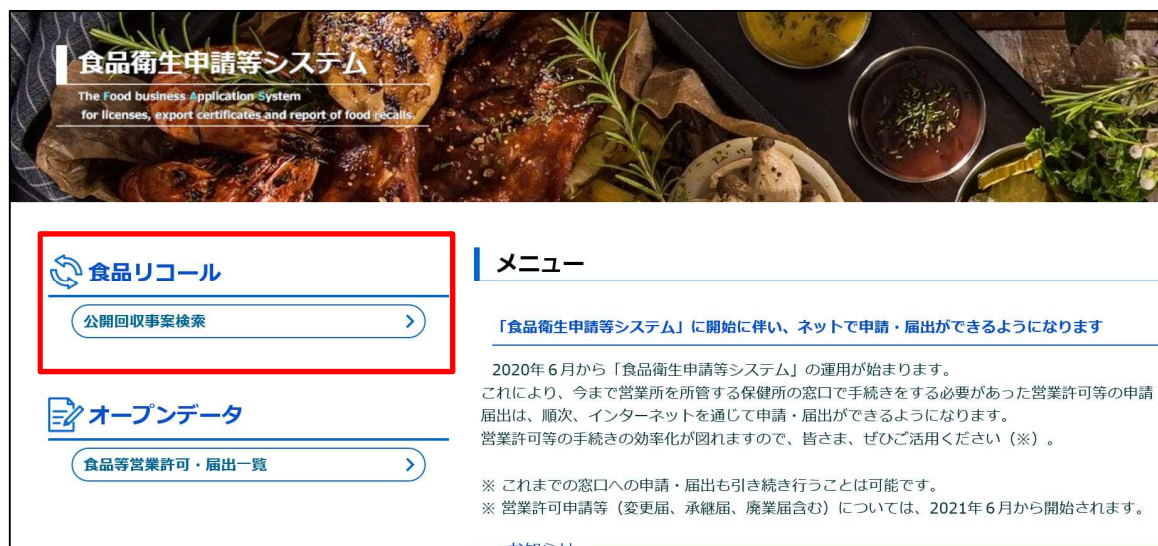 食品衛生申請等システム
The Food business Application System
for licenses, export certificates and report of food recalls.
食品リコール
公開回収事案検索
オープンデータ
食品等営業許可・届出一覧
メニュー
「食品衛生申請等システム」に開始に伴い、ネットで申請・届出ができるようになります
2020年6月から「食品衛生申請等システム」の運用が始まります。
これにより、今まで営業所を所管する保健所の窓口で手続きをする必要があった営業許可等の申請
届出は、順次、インターネットを通じて申請・届出ができるようになります。
営業許可等の手続きの効率化が図れますので、皆さま、ぜひご活用ください（※）。
※ これまでの窓口への申請・届出も引き続き行うことは可能です。
※ 営業許可申請等（変更届、承継届、廃業届含む）については、2021年6月から開始されます。